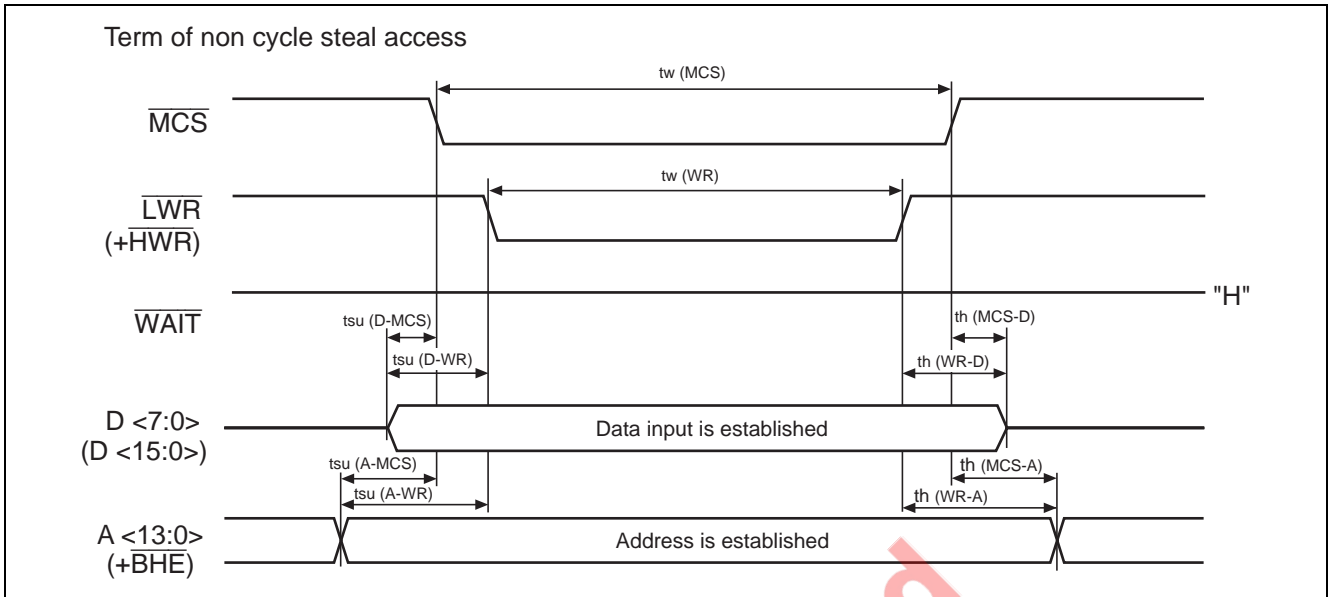 Term of non cycle steal access
tw (MCS)
MCS
tw (WR)
LWR
(+HWR)
"H"
WAIT
tsu (D-MCS)
th (MCS-D)
tsu (D-WR)
th (WR-D)
D <7:0>
(D <15:0>)
Data input is established
tsu (A-MCS)
th (MCS-A)
tsu (A-WR)
th (WR-A)
A <13:0>
(+BHE)
Address is established
d